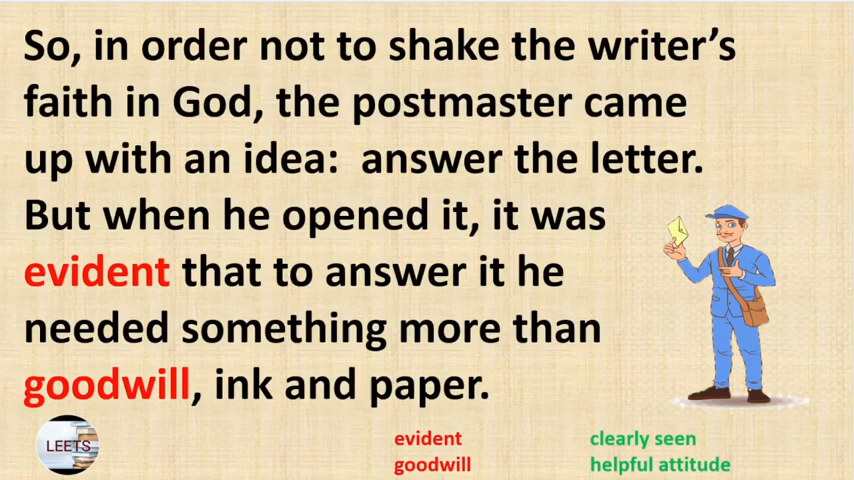 So, in order not to shake the writer's
faith in God, the postmaster came
up with an idea:  answer the letter.
But when he opened it, it was
evident that to answer it he
needed something more than
goodwill, ink and paper.
LEETS
evident clearly seen
goodwill helpful attitude